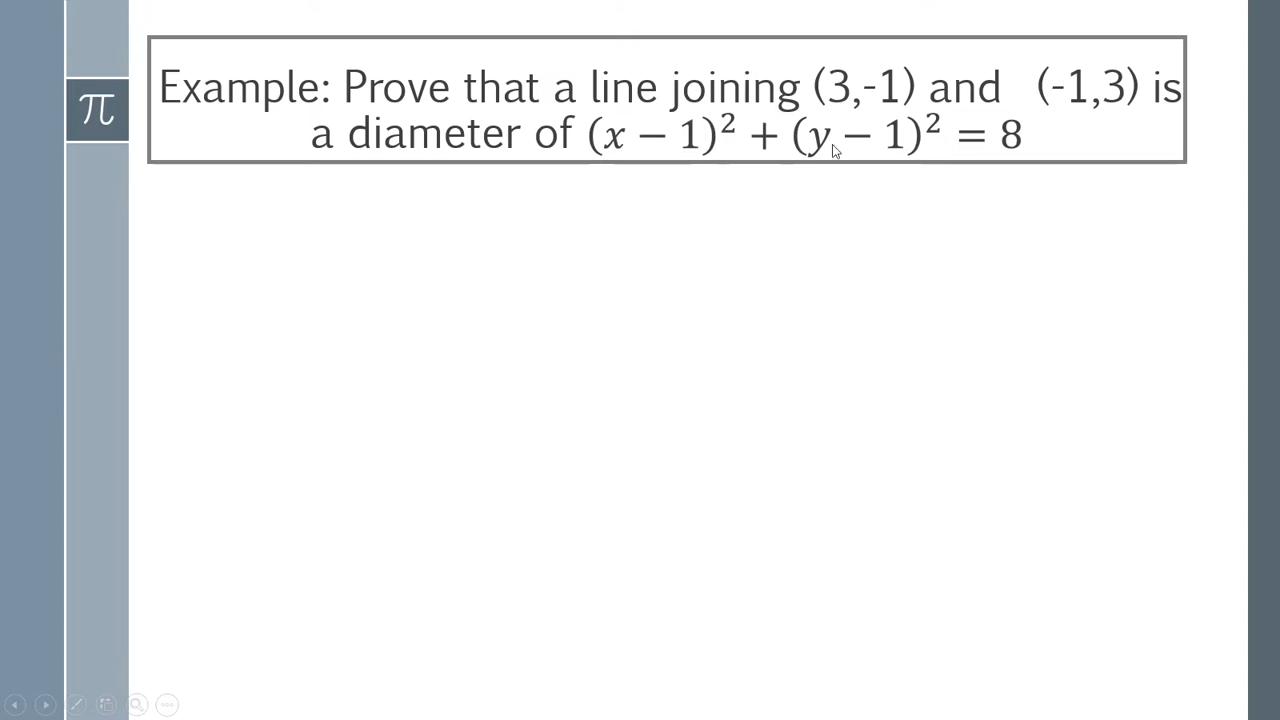 π
Example: Prove that a line joining (3,-1) and (-1,3) is
a diameter of (x − 1)² + (y − 1)² = 8